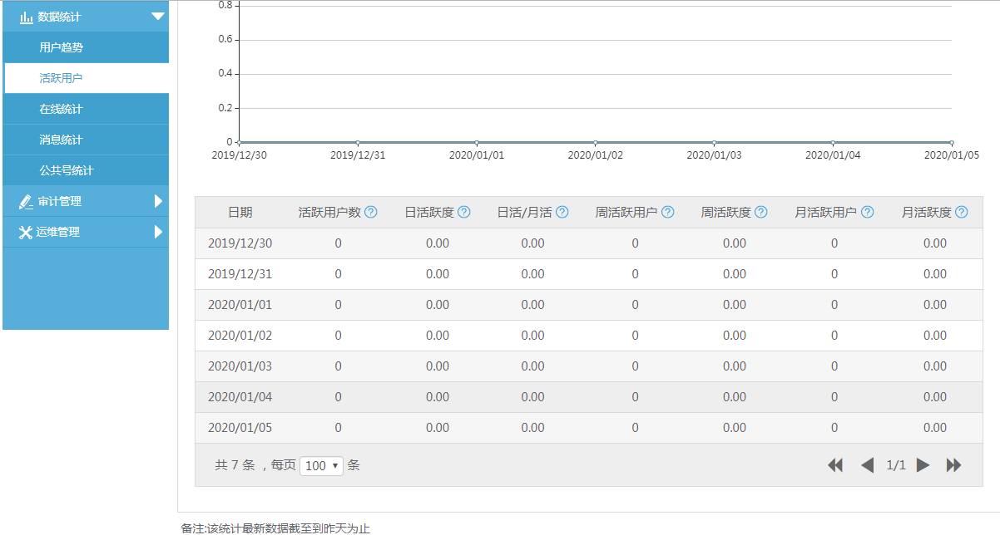 数据统计
用户趋势
活跃用户
在线统计
消息统计
公共号统计
审计管理
运维管理
0.8
0.6
0.4
0.2
0
2019/12/30 2019/12/31 2020/01/01 2020/01/02 2020/01/03 2020/01/04 2020/01/05
日期 活跃用户数 ? 日活跃度 ? 日活/月活 ? 周活跃用户 ? 周活跃度 ? 月活跃用户 ? 月活跃度 ?
2019/12/30 0 0.00 0.00 0 0.00 0 0.00
2019/12/31 0 0.00 0.00 0 0.00 0 0.00
2020/01/01 0 0.00 0.00 0 0.00 0 0.00
2020/01/02 0 0.00 0.00 0 0.00 0 0.00
2020/01/03 0 0.00 0.00 0 0.00 0 0.00
2020/01/04 0 0.00 0.00 0 0.00 0 0.00
2020/01/05 0 0.00 0.00 0 0.00 0 0.00
共 7 条 ，每页 100 条 1/1
备注:该统计最新数据截至到昨天为止